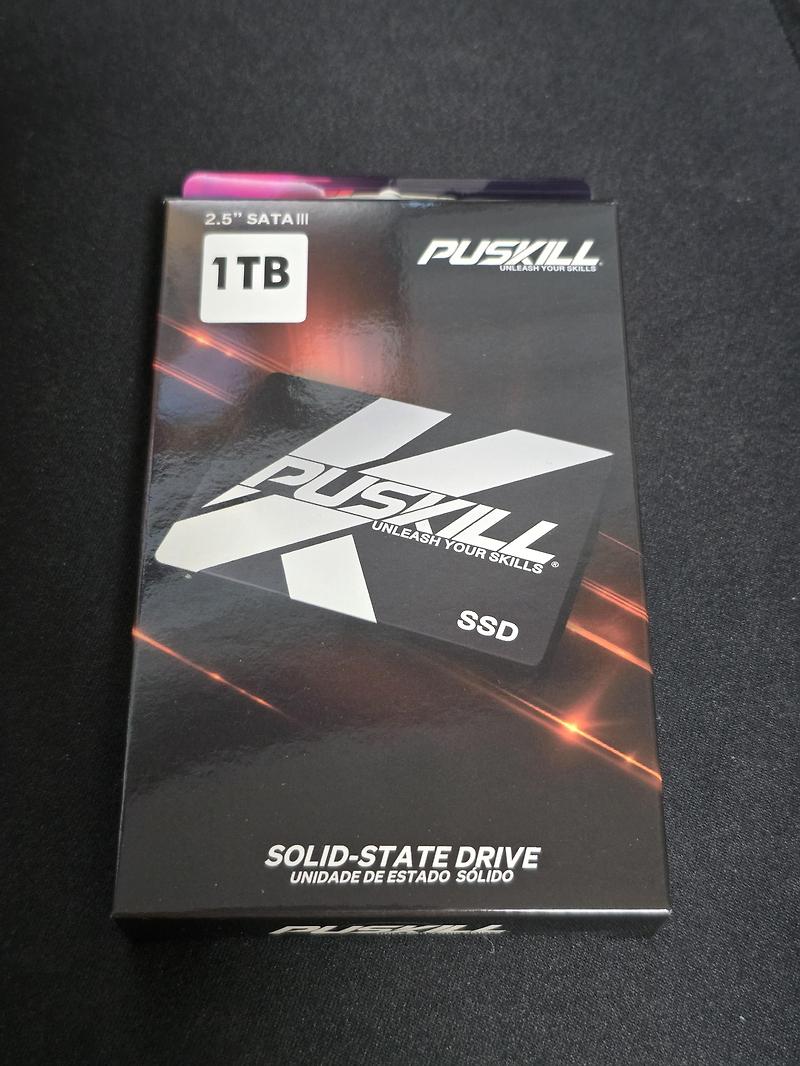 2.5” SATA III
1TB
PUSKILL
UNLEASH YOUR SKILLS
PUSKILL
UNLEASH YOUR SKILLS®
SSD
SOLID-STATE DRIVE
UNIDADE DE ESTADO SÓLIDO
PUSKILL